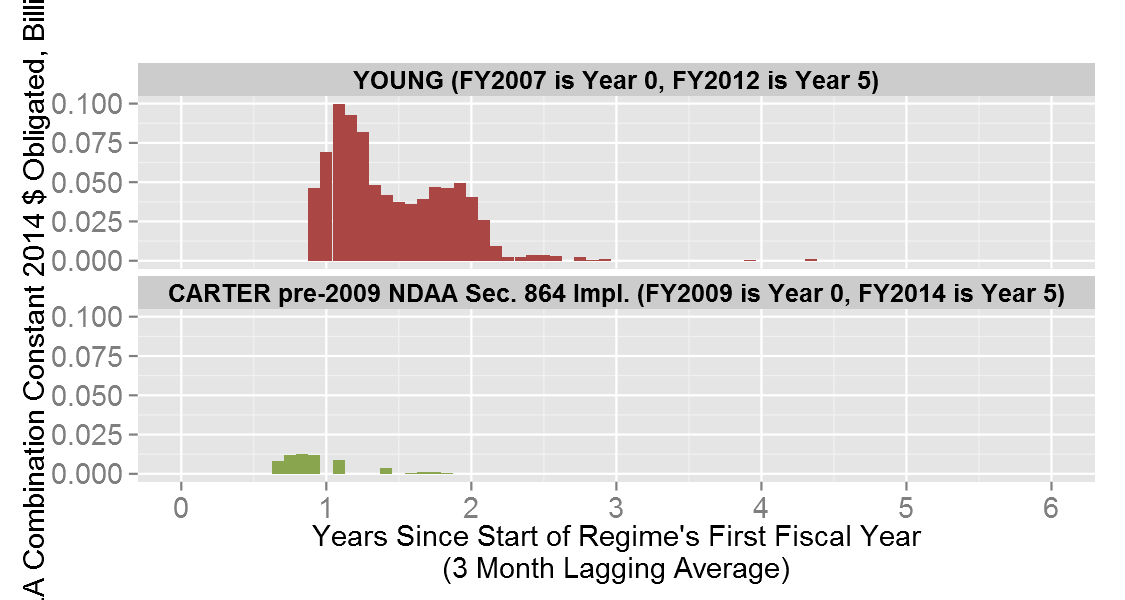 A Combination Constant 2014 $ Obligated,
YOUNG (FY2007 is Year 0, FY2012 is Year 5)
0.100
0.075
0.050
0.025
0.000
CARTER pre-2009 NDAA Sec. 864 Impl. (FY2009 is Year 0, FY2014 is Year 5)
0.100
0.075
0.050
0.025
0.000
0 1 2 3 4 5 6
Years Since Start of Regime's First Fiscal Year
(3 Month Lagging Average)